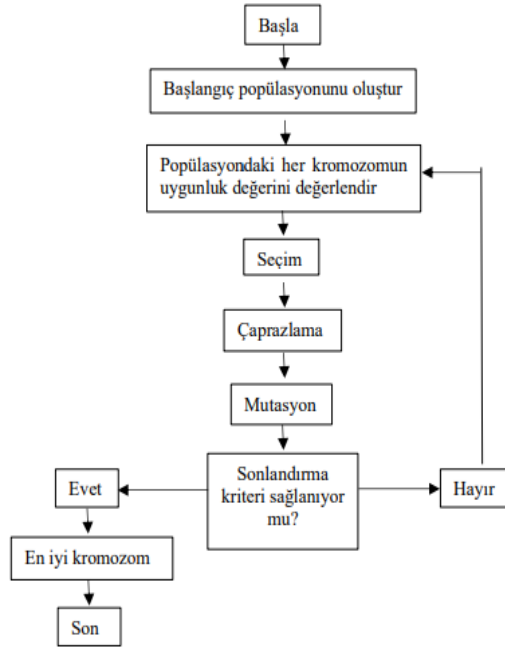 Başla
Başlangıç popülasyonunu oluştur
Popülasyondaki her kromozomun
uygunluk değerini değerlendir
Seçim
Çaprazlama
Mutasyon
Sonlandırma
kriteri sağlanıyor
mu?
Evet
Hayır
En iyi kromozom
Son